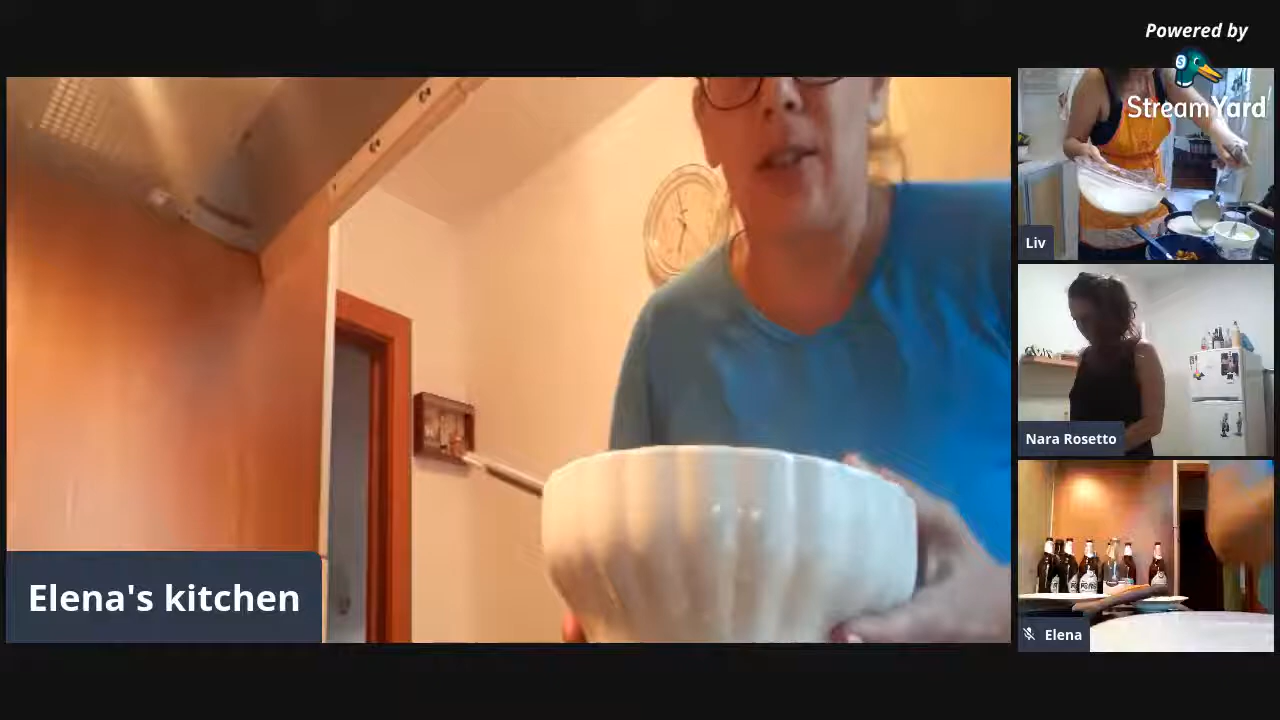 Powered by
StreamYard
Liv
Nara Rosetto
Elena's kitchen
Elena